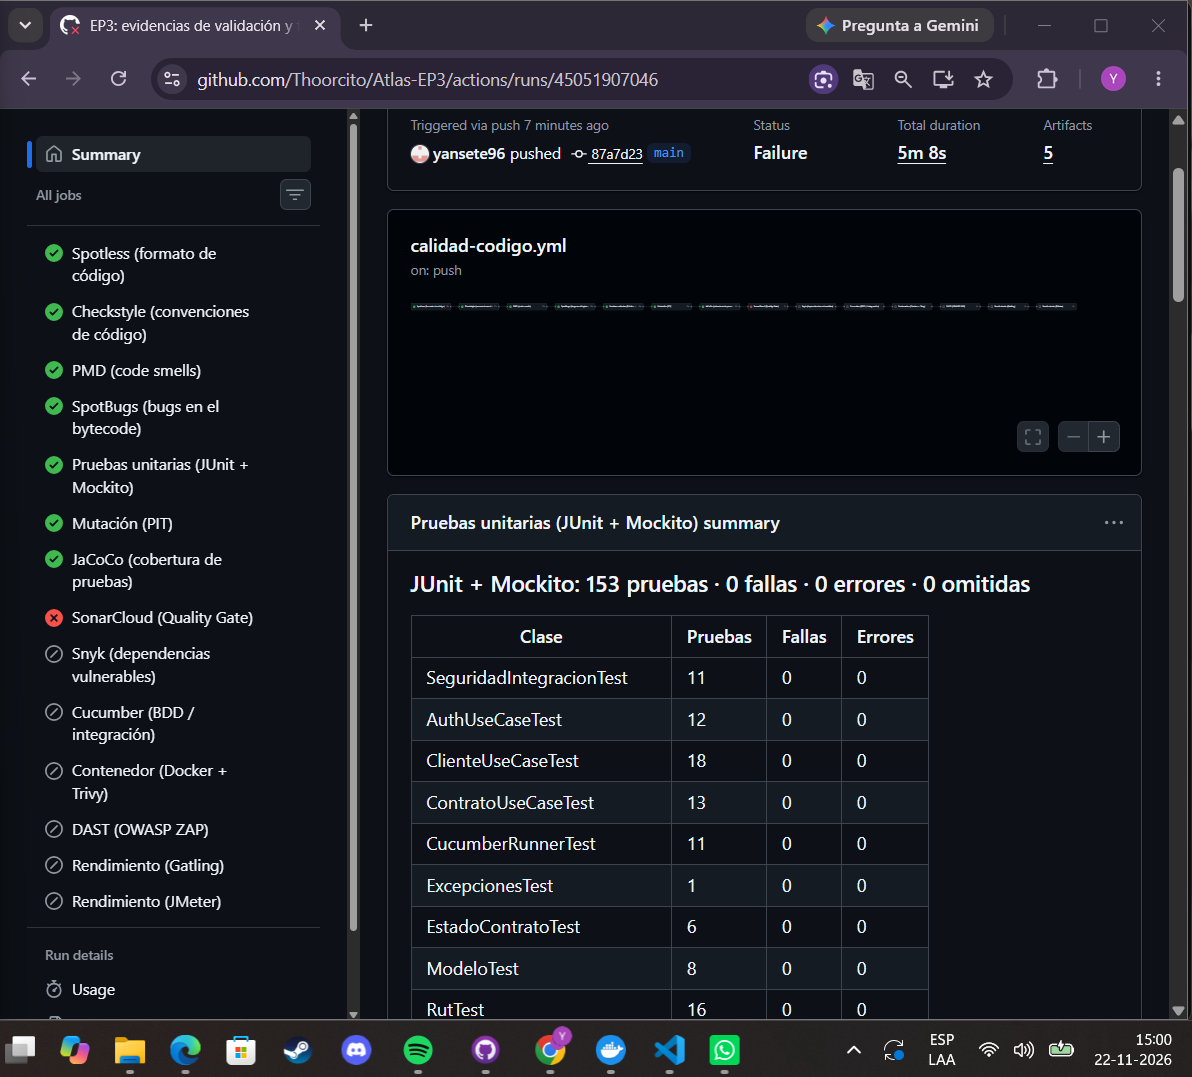 EP3: evidencias de validación y
Pregunta a Gemini
github.com/Thoorcito/Atlas-EP3/actions/runs/45051907046
Y
Summary
All jobs
Spotless (formato de
código)
Checkstyle (convenciones
de código)
PMD (code smells)
SpotBugs (bugs en el
bytecode)
Pruebas unitarias (JUnit +
Mockito)
Mutación (PIT)
JaCoCo (cobertura de
pruebas)
SonarCloud (Quality Gate)
Snyk (dependencias
vulnerables)
Cucumber (BDD /
integración)
Contenedor (Docker +
Trivy)
DAST (OWASP ZAP)
Rendimiento (Gatling)
Rendimiento (JMeter)
Run details
Usage
Triggered via push 7 minutes ago
yansete96 pushed 87a7d23 main
Status
Failure
Total duration
5m 8s
Artifacts
5
calidad-codigo.yml
on: push
Pruebas unitarias (JUnit + Mockito) summary
JUnit + Mockito: 153 pruebas · 0 fallas · 0 errores · 0 omitidas
Clase Pruebas Fallas Errores
SeguridadIntegracionTest 11 0 0
AuthUseCaseTest 12 0 0
ClienteUseCaseTest 18 0 0
ContratoUseCaseTest 13 0 0
CucumberRunnerTest 11 0 0
ExcepcionesTest 1 0 0
EstadoContratoTest 6 0 0
ModeloTest 8 0 0
RutTest 16 0 0
Y
ESP
LAA
15:00
22-11-2026